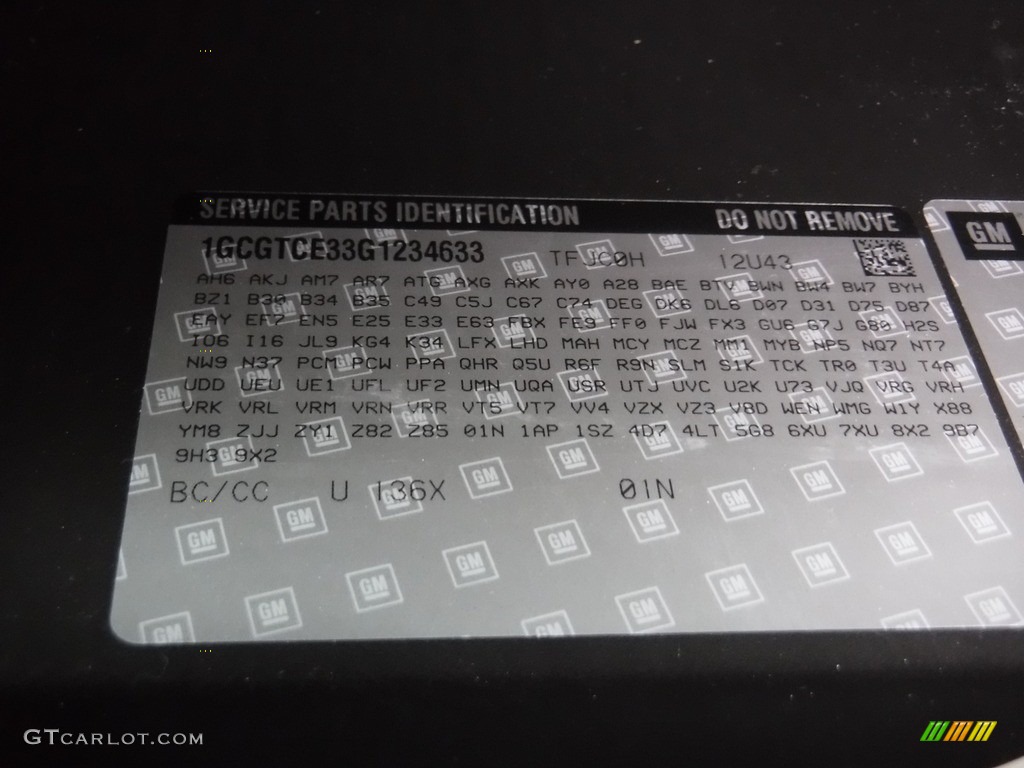 SERVICE PARTS IDENTIFICATION DO NOT REMOVE
GM
1GCGTCE33G1234633 TFJC0H 12U43
AH6 AKJ AM7 AR7 ATG AXG AXK AY0 A28 BAE BTV BWN BW4 BW7 BYH
BZ1 B30 B34 B35 C49 C5J C67 C74 DEG DK6 DL6 D07 D31 D75 D87
EAY EF7 EN5 E25 E33 E63 FBX FE9 FF0 FJW FX3 GU6 G7J G80 H2S
IO6 I16 JL9 KG4 K34 LFX LHD MAH MCY MCZ MM1 MYB NP5 NQ7 NT7
NW9 N37 PCM PCW PPA QHR Q5U R6F R9N SLM S1K TCK TR0 T3U T4A
UDD UEU UE1 UFL UF2 UMN UQA USR UTJ UVC U2K U73 VJQ VRG VRH
VRK VRL VRM VRN VRR VT5 VT7 VV4 VZX VZ3 V8D WEN WMG W1Y X88
YM8 ZJJ ZY1 Z82 Z85 01N 1AP 1SZ 4D7 4LT 5G8 6XU 7XU 8X2 9B7
9H3 9X2
BC/CC U 136X 01N
GTCARLOT.COM